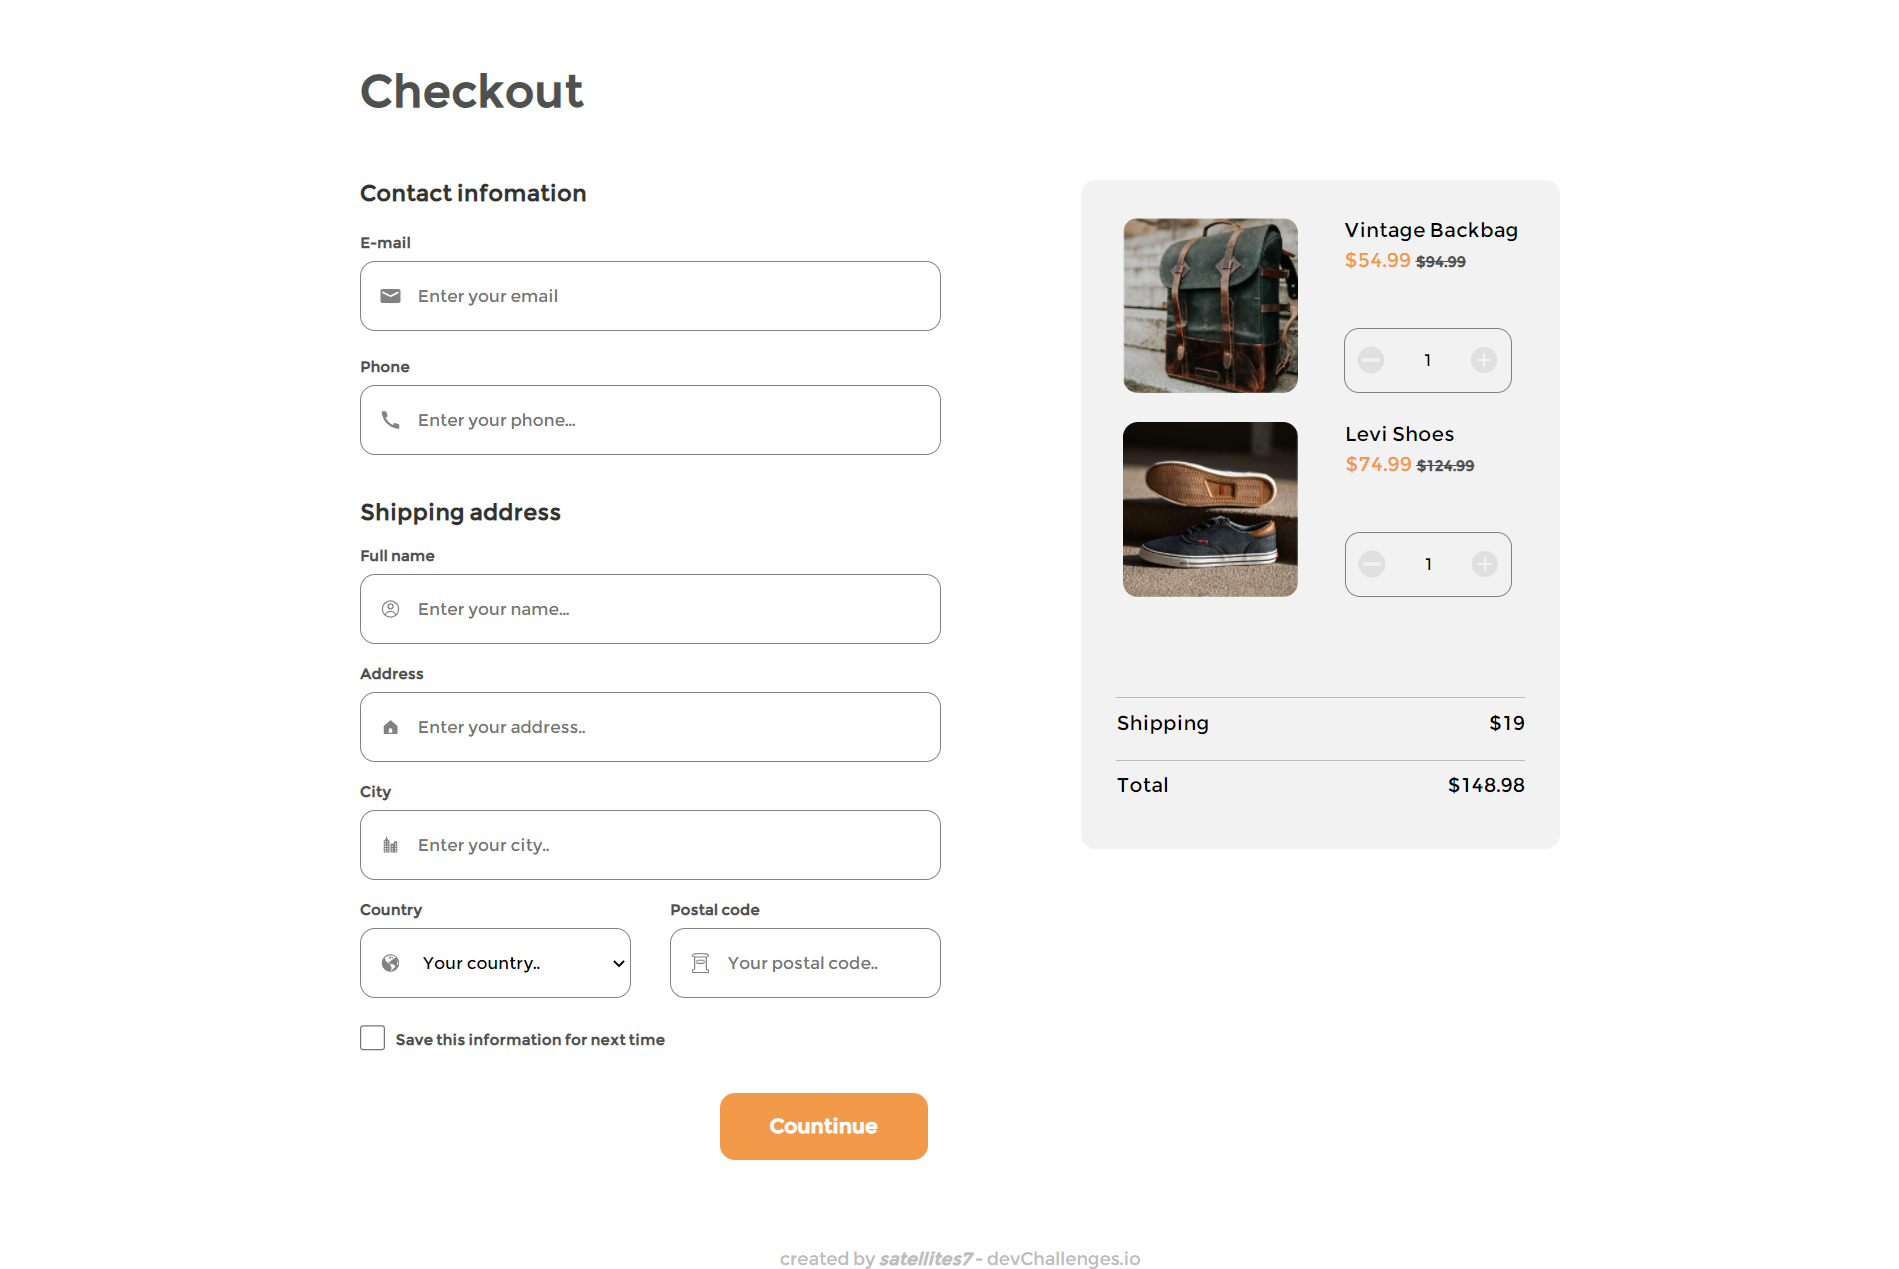 Checkout
Contact infomation
E-mail
Enter your email
Phone
Enter your phone...
Shipping address
Full name
Enter your name...
Address
Enter your address..
City
Enter your city..
Country
Postal code
Your country..
Your postal code..
Save this information for next time
Countinue
Vintage Backbag
$54.99 $94.99
1
Levi Shoes
$74.99 $124.99
1
Shipping $19
Total $148.98
created by satellites7 - devChallenges.io